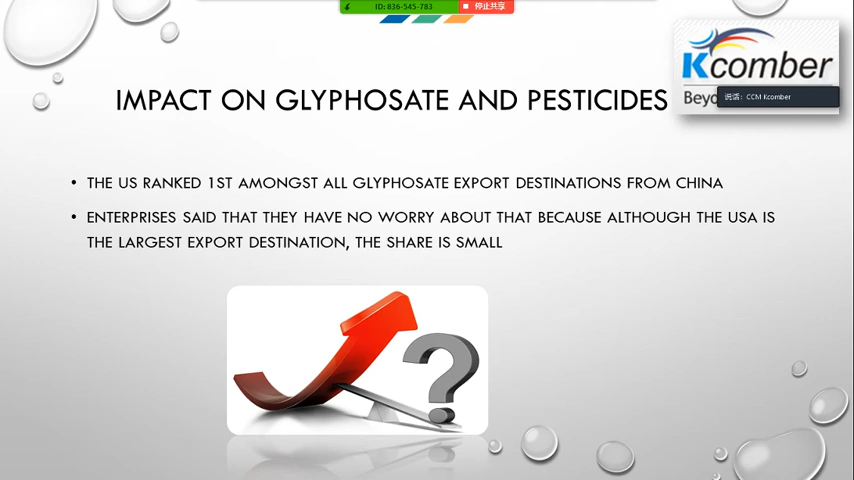 ID: 836-545-783 停止共享
Kcomber
Beyo
说话: CCM Kcomber
IMPACT ON GLYPHOSATE AND PESTICIDES
• THE US RANKED 1ST AMONGST ALL GLYPHOSATE EXPORT DESTINATIONS FROM CHINA
• ENTERPRISES SAID THAT THEY HAVE NO WORRY ABOUT THAT BECAUSE ALTHOUGH THE USA IS
THE LARGEST EXPORT DESTINATION, THE SHARE IS SMALL
?